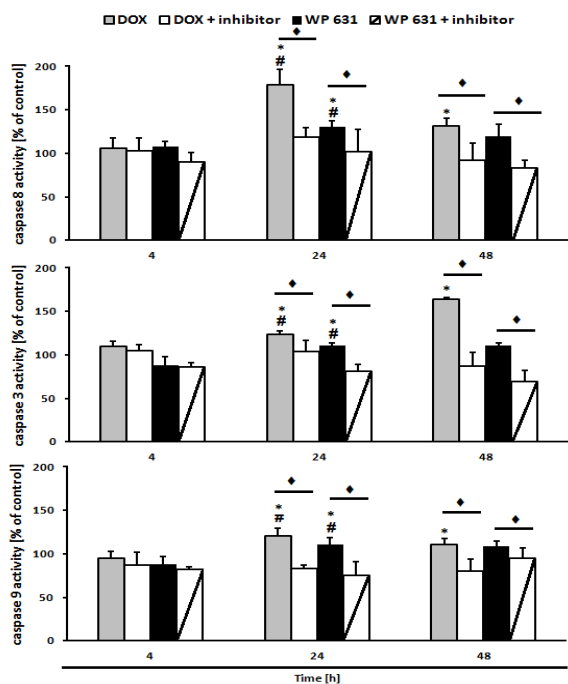 DOX DOX + inhibitor WP 631 WP 631 + inhibitor
caspase8 activity [% of control]
200
150
100
50
0
* # ♦ * # ♦ * ♦ ♦
4 24 48
caspase 3 activity [% of control]
200
150
100
50
0
* # ♦ * # ♦ * ♦ ♦
4 24 48
caspase 9 activity [% of control]
200
150
100
50
0
* # ♦ * # ♦ * ♦ ♦
4 24 48
Time [h]